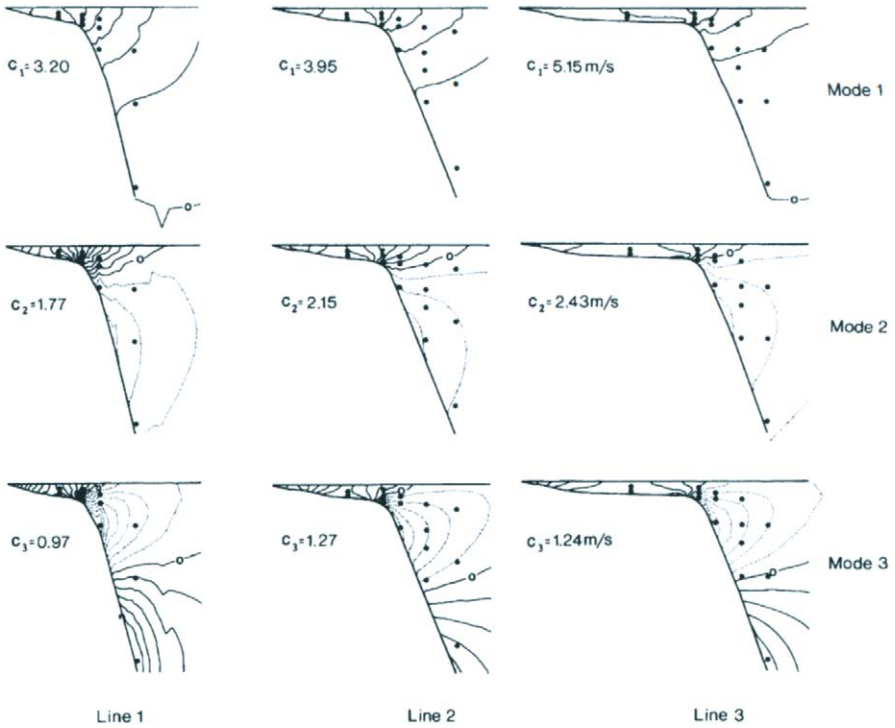 c₁=3.20
c₁=3.95
c₁=5.15 m/s
Mode 1
o
o
c₂=1.77
c₂=2.15
c₂=2.43 m/s
Mode 2
o
o
o
c₃=0.97
c₃=1.27
c₃=1.24 m/s
Mode 3
o
o
o
o
o
Line 1
Line 2
Line 3